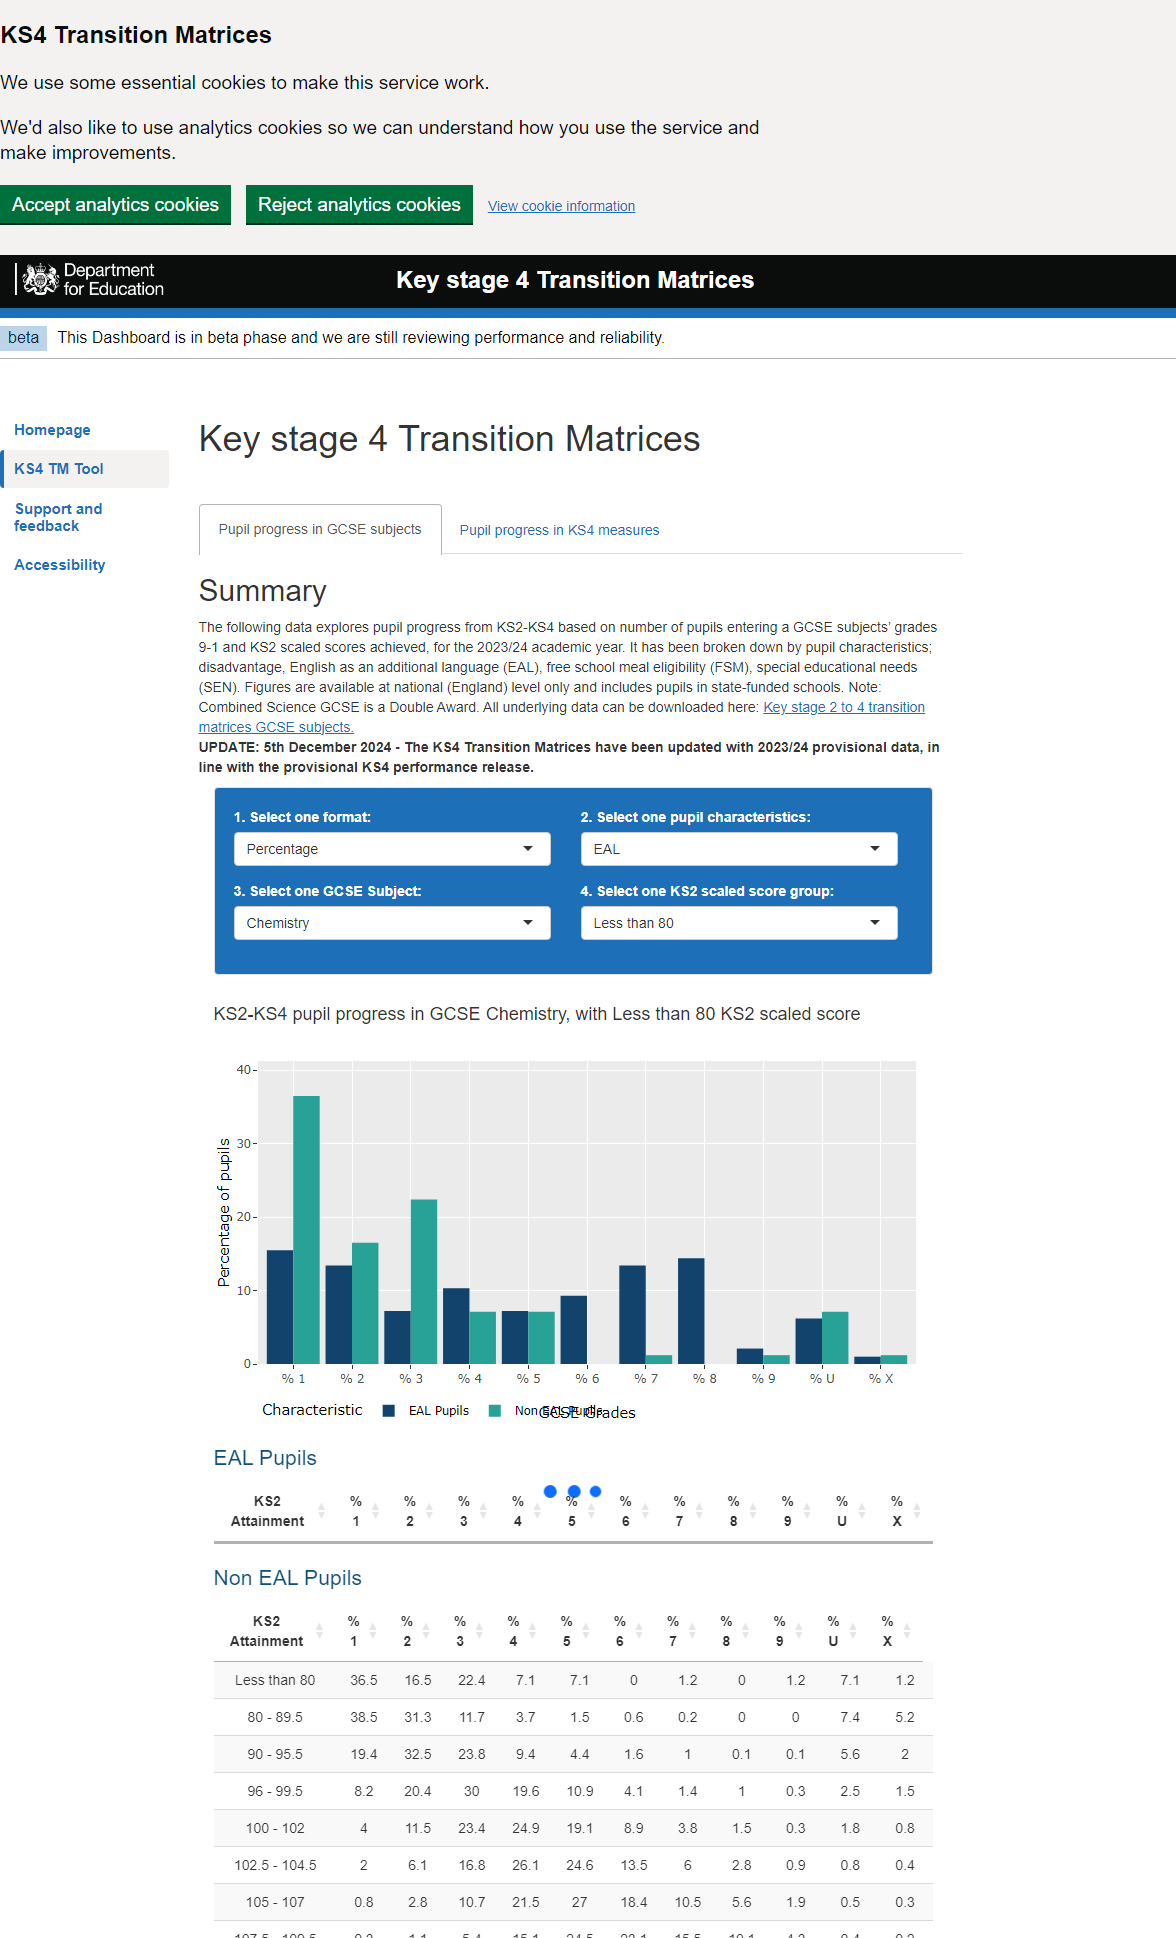 KS4 Transition Matrices
We use some essential cookies to make this service work.
We'd also like to use analytics cookies so we can understand how you use the service and
make improvements.
Accept analytics cookies Reject analytics cookies View cookie information
Department
for Education
Key stage 4 Transition Matrices
beta This Dashboard is in beta phase and we are still reviewing performance and reliability.
Homepage
KS4 TM Tool
Support and
feedback
Accessibility
Key stage 4 Transition Matrices
Pupil progress in GCSE subjects Pupil progress in KS4 measures
Summary
The following data explores pupil progress from KS2-KS4 based on number of pupils entering a GCSE subjects' grades
9-1 and KS2 scaled scores achieved, for the 2023/24 academic year. It has been broken down by pupil characteristics;
disadvantage, English as an additional language (EAL), free school meal eligibility (FSM), special educational needs
(SEN). Figures are available at national (England) level only and includes pupils in state-funded schools. Note:
Combined Science GCSE is a Double Award. All underlying data can be downloaded here: Key stage 2 to 4 transition
matrices GCSE subjects.
UPDATE: 5th December 2024 - The KS4 Transition Matrices have been updated with 2023/24 provisional data, in
line with the provisional KS4 performance release.
1. Select one format: 2. Select one pupil characteristics:
Percentage EAL
3. Select one GCSE Subject: 4. Select one KS2 scaled score group:
Chemistry Less than 80
KS2-KS4 pupil progress in GCSE Chemistry, with Less than 80 KS2 scaled score
Percentage of pupils
40
30
20
10
0
% 1 % 2 % 3 % 4 % 5 % 6 % 7 % 8 % 9 % U % X
Characteristic EAL Pupils Non EAL Pupils
GCSE Grades
EAL Pupils
KS2 % % % % % % % % % % %
Attainment 1 2 3 4 5 6 7 8 9 U X
Non EAL Pupils
KS2 % % % % % % % % % % %
Attainment 1 2 3 4 5 6 7 8 9 U X
Less than 80 36.5 16.5 22.4 7.1 7.1 0 1.2 0 1.2 7.1 1.2
80 - 89.5 38.5 31.3 11.7 3.7 1.5 0.6 0.2 0 0 7.4 5.2
90 - 95.5 19.4 32.5 23.8 9.4 4.4 1.6 1 0.1 0.1 5.6 2
96 - 99.5 8.2 20.4 30 19.6 10.9 4.1 1.4 1 0.3 2.5 1.5
100 - 102 4 11.5 23.4 24.9 19.1 8.9 3.8 1.5 0.3 1.8 0.8
102.5 - 104.5 2 6.1 16.8 26.1 24.6 13.5 6 2.8 0.9 0.8 0.4
105 - 107 0.8 2.8 10.7 21.5 27 18.4 10.5 5.6 1.9 0.5 0.3